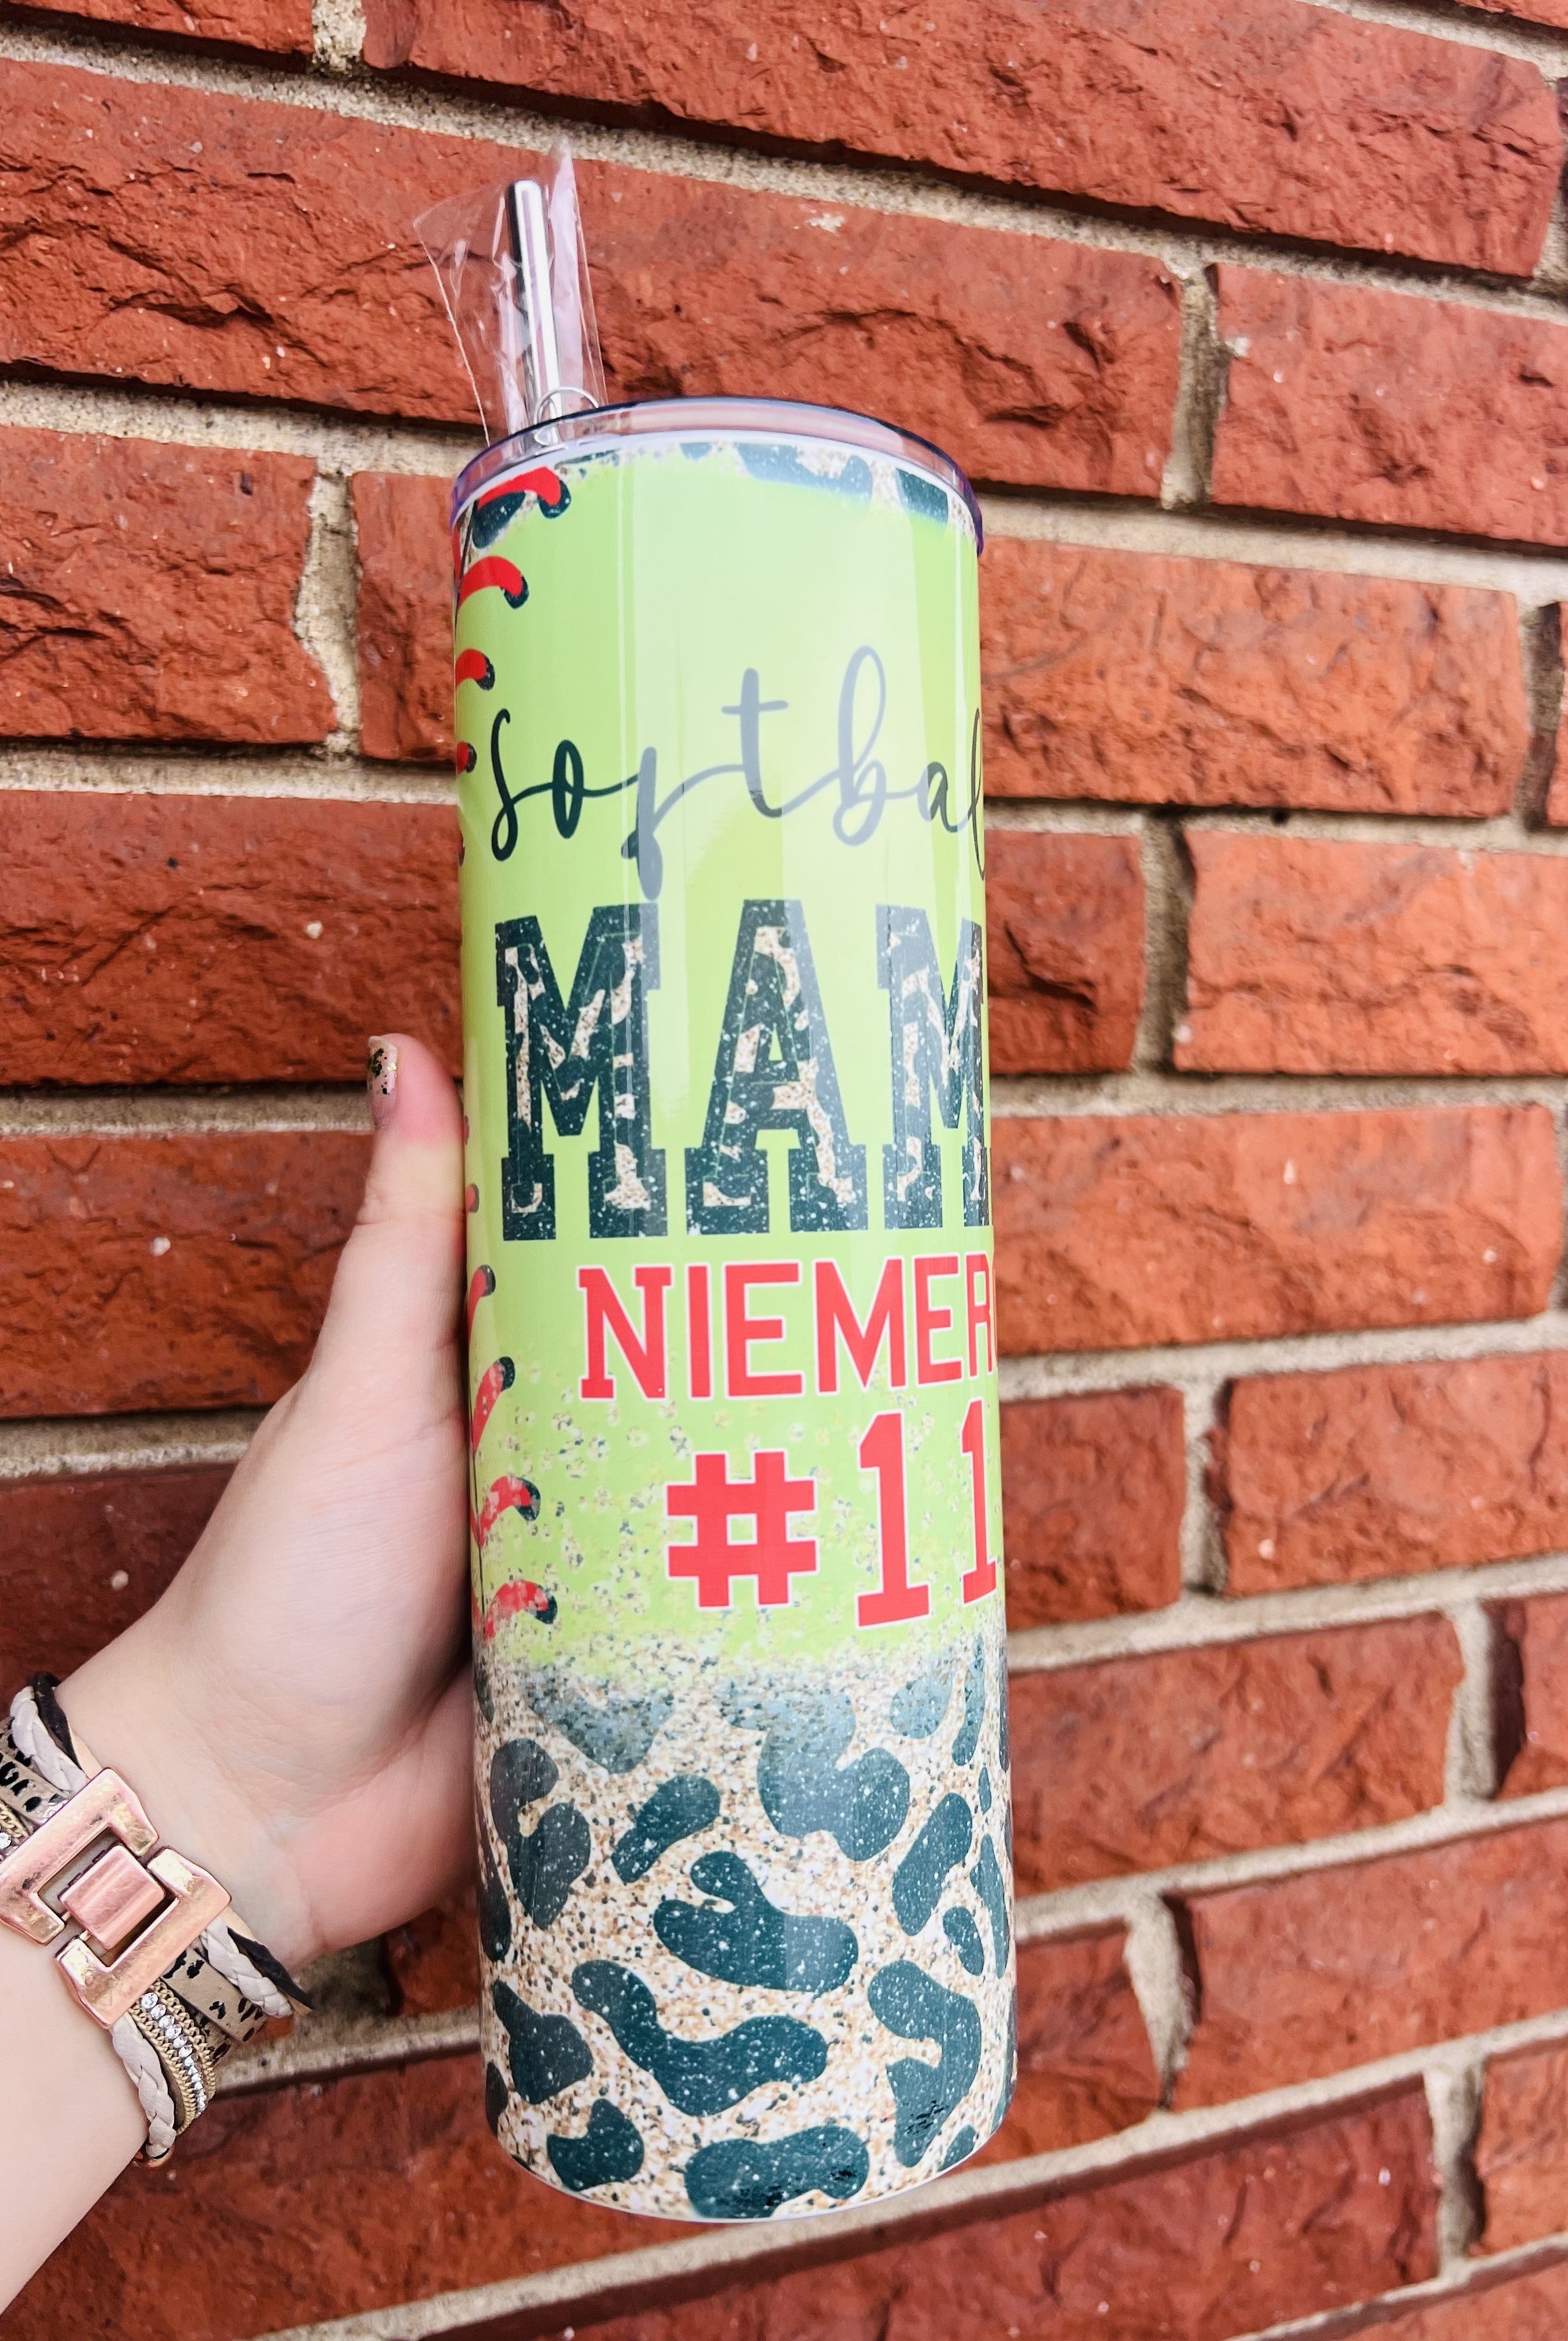 softbal
MAM
NIEMER
#11